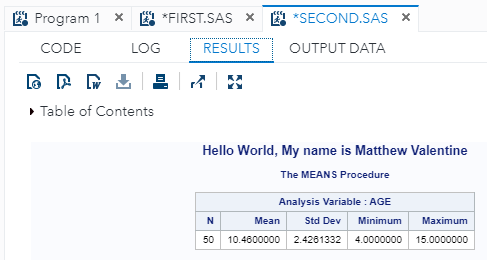 Program 1 × *FIRST.SAS × *SECOND.SAS ×
CODE LOG RESULTS OUTPUT DATA
Table of Contents
Hello World, My name is Matthew Valentine
The MEANS Procedure
Analysis Variable : AGE
N Mean Std Dev Minimum Maximum
50 10.4600000 2.4261332 4.0000000 15.0000000